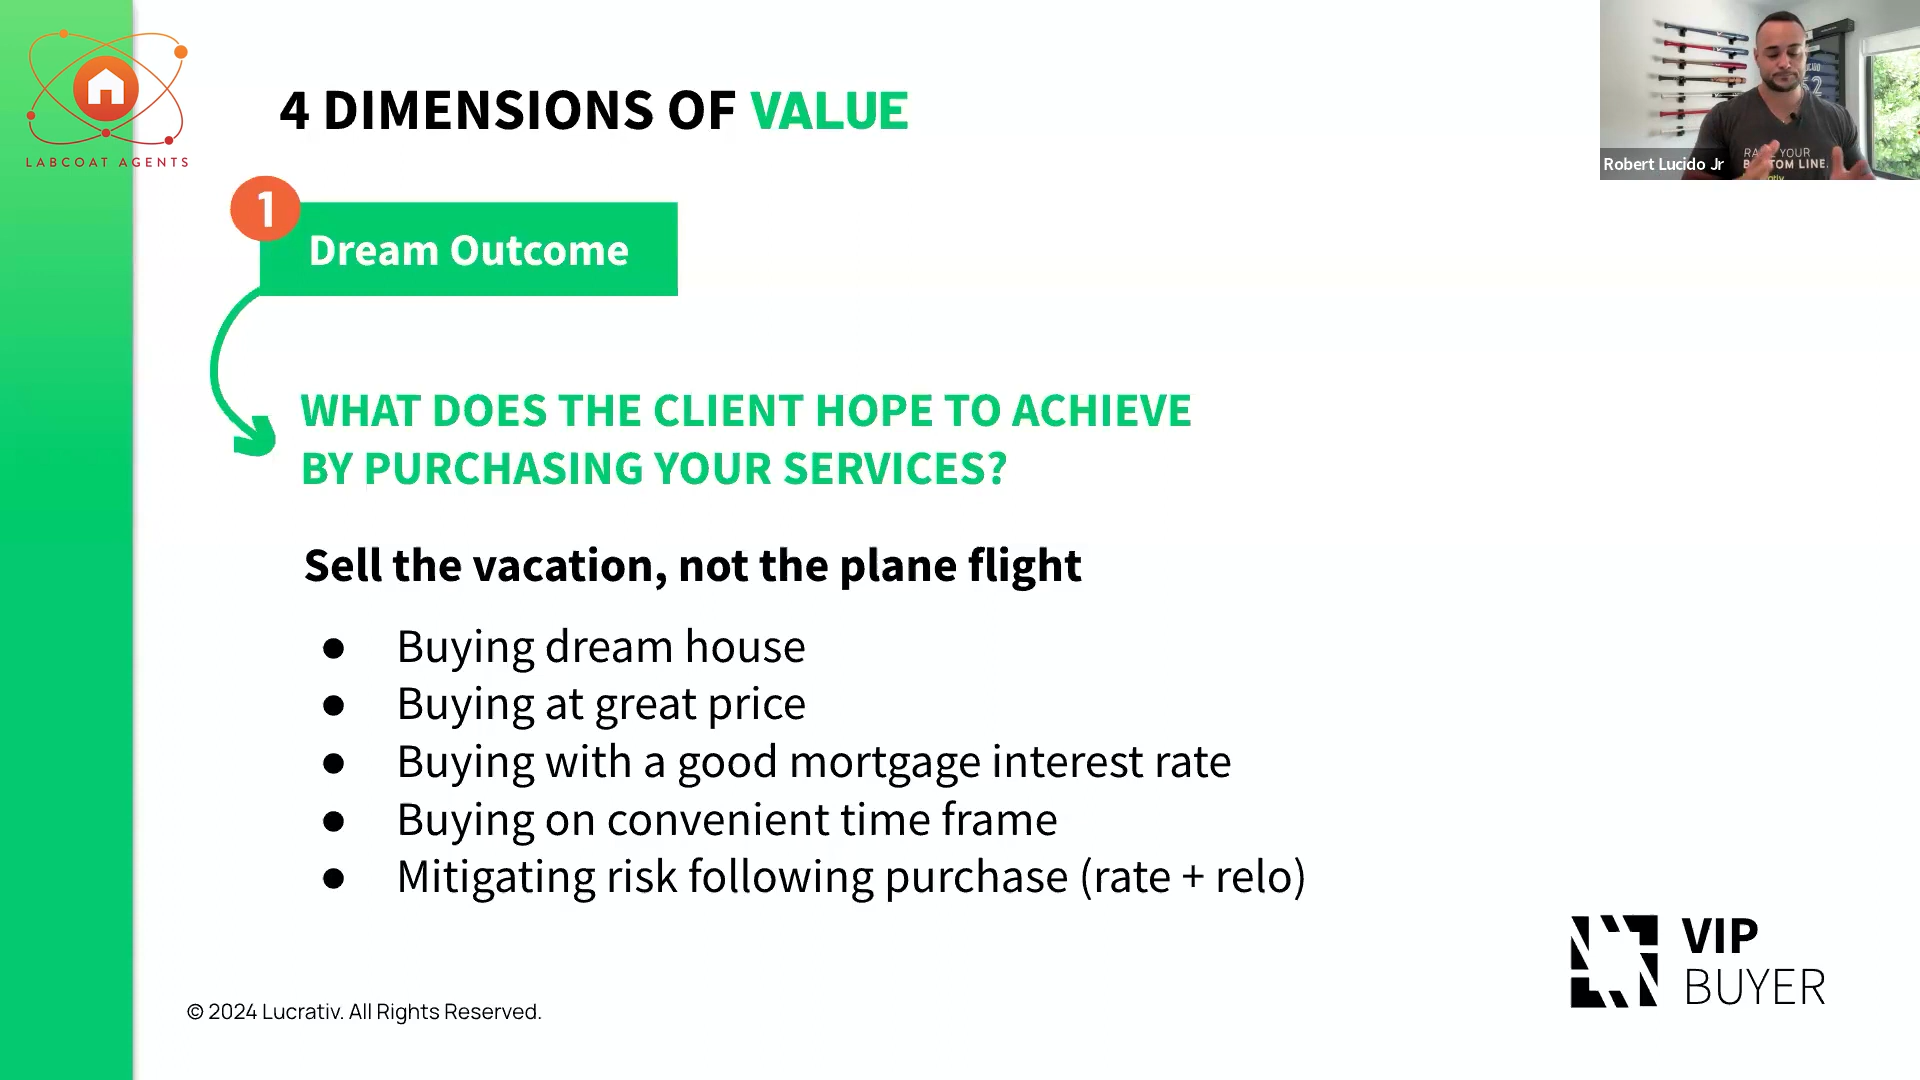 LABCOAT AGENTS
4 DIMENSIONS OF VALUE
1
Dream Outcome
WHAT DOES THE CLIENT HOPE TO ACHIEVE
BY PURCHASING YOUR SERVICES?
Sell the vacation, not the plane flight
● Buying dream house
● Buying at great price
● Buying with a good mortgage interest rate
● Buying on convenient time frame
● Mitigating risk following purchase (rate + relo)
© 2024 Lucrativ. All Rights Reserved.
VIP
BUYER
Robert Lucido Jr
YOUR
BOTTOM LINE.